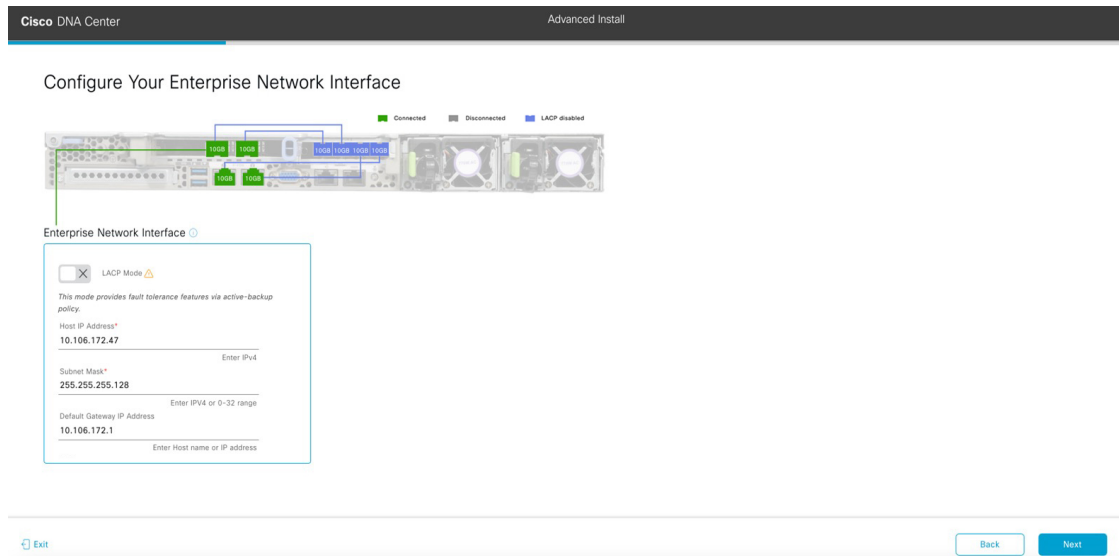 Cisco DNA Center
Advanced Install
Configure Your Enterprise Network Interface
Connected Disconnected LACP disabled
10GB 10GB 10GB 10GB 10GB 10GB
10GB 10GB
Enterprise Network Interface
LACP Mode
This mode provides fault tolerance features via active-backup
policy.
Host IP Address*
10.106.172.47
Enter IPv4
Subnet Mask*
255.255.255.128
Enter IPV4 or 0-32 range
Default Gateway IP Address
10.106.172.1
Enter Host name or IP address
Exit
Back
Next